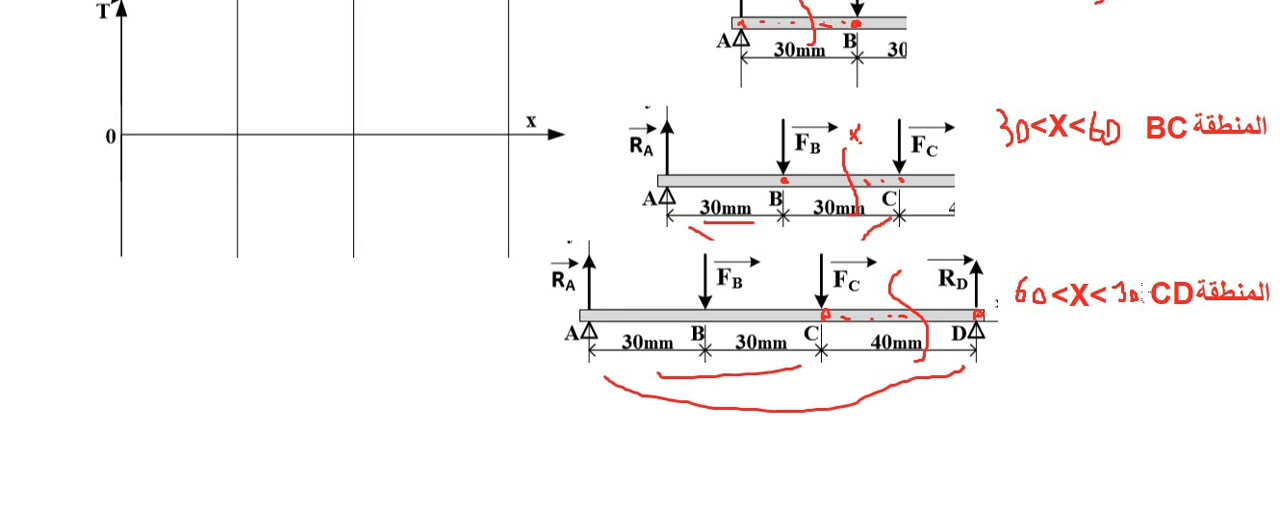 T
A B
30mm 30
0 x
30<X<60 BC المنطقة
R_A F_B x F_C
A B C
30mm 30mm
R_A F_B F_C R_D
60<X<10 CD المنطقة
A B C D
30mm 30mm 40mm